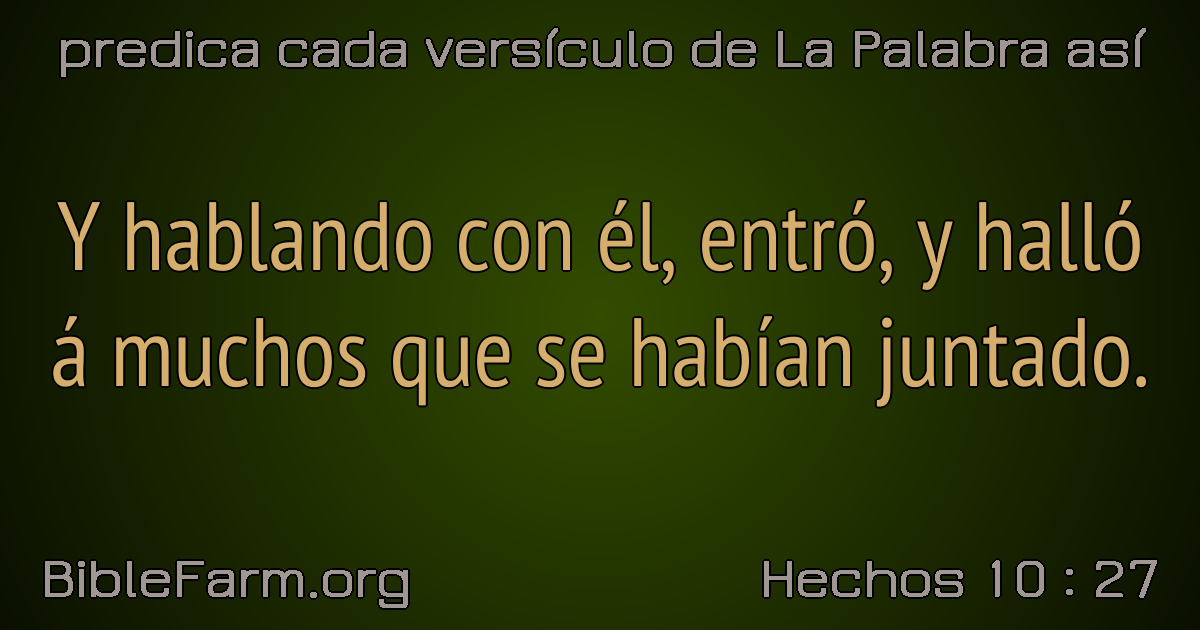 predica cada versículo de La Palabra así
Y hablando con él, entró, y halló
á muchos que se habían juntado.
BibleFarm.org
Hechos 10 : 27